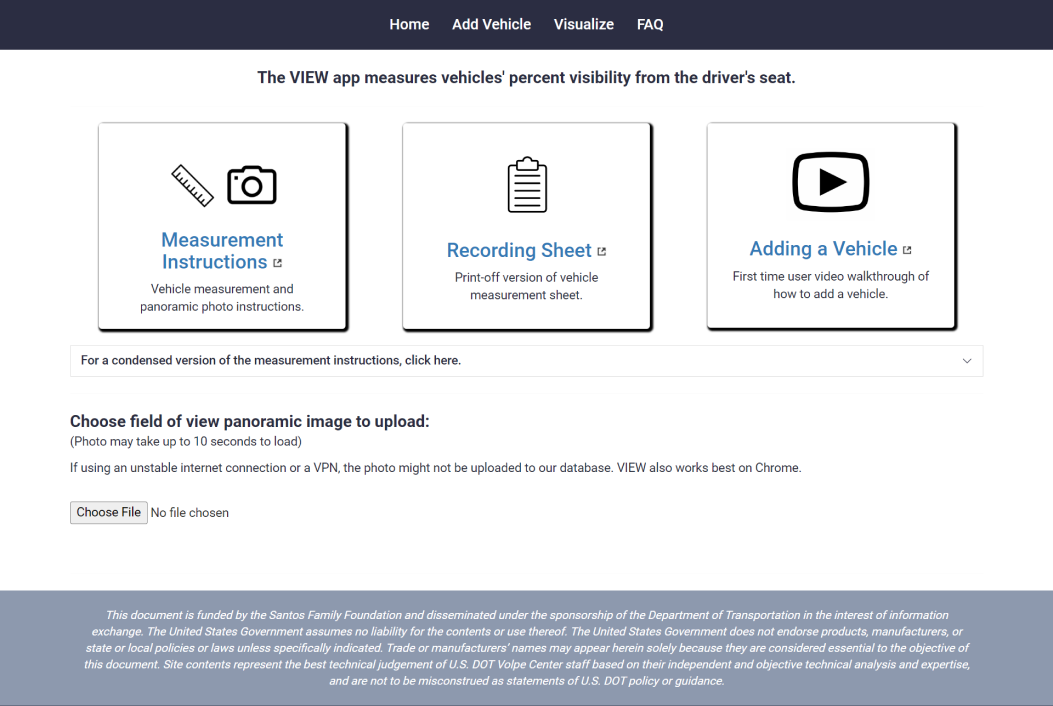 Home Add Vehicle Visualize FAQ
The VIEW app measures vehicles' percent visibility from the driver's seat.
Measurement
Instructions
Vehicle measurement and
panoramic photo instructions.
Recording Sheet
Print-off version of vehicle
measurement sheet.
Adding a Vehicle
First time user video walkthrough of
how to add a vehicle.
For a condensed version of the measurement instructions, click here.
Choose field of view panoramic image to upload:
(Photo may take up to 10 seconds to load)
If using an unstable internet connection or a VPN, the photo might not be uploaded to our database. VIEW also works best on Chrome.
Choose File No file chosen
This document is funded by the Santos Family Foundation and disseminated under the sponsorship of the Department of Transportation in the interest of information
exchange. The United States Government assumes no liability for the contents or use thereof. The United States Government does not endorse products, manufacturers, or
state or local policies or laws unless specifically indicated. Trade or manufacturers' names may appear herein solely because they are considered essential to the objective of
this document. Site contents represent the best technical judgement of U.S. DOT Volpe Center staff based on their independent and objective technical analysis and expertise,
and are not to be misconstrued as statements of U.S. DOT policy or guidance.